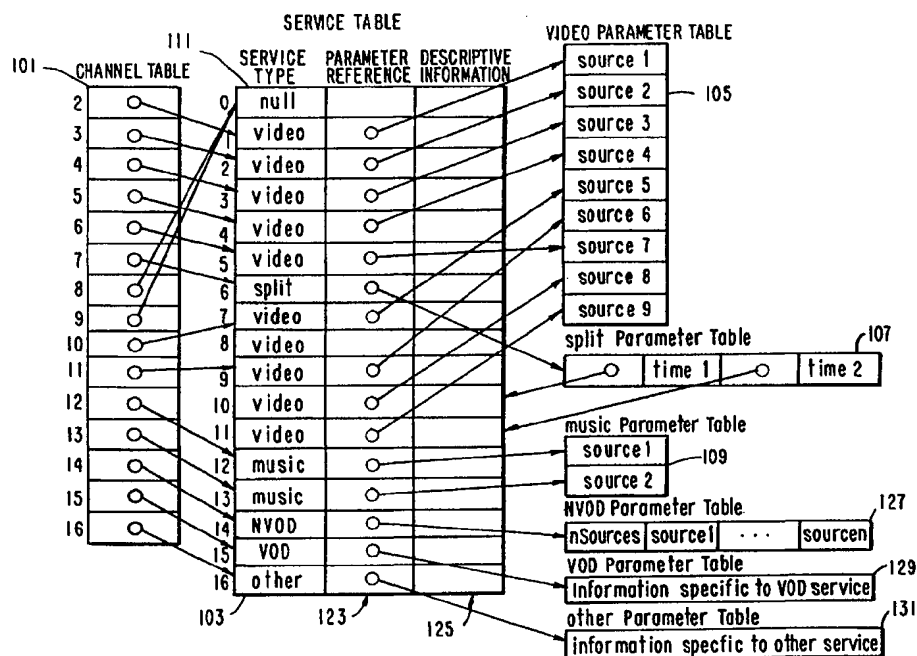 SERVICE TABLE
101
CHANNEL TABLE
2
3
4
5
6
7
8
9
10
11
12
13
14
15
16
111
SERVICE TYPE
PARAMETER REFERENCE
DESCRIPTIVE INFORMATION
0 null
1 video
2 video
3 video
4 video
5 video
6 split
7 video
8 video
9 video
10 video
11 video
12 music
13 music
14 NVOD
15 VOD
16 other
103
123
125
VIDEO PARAMETER TABLE
source 1
source 2
source 3
source 4
source 5
source 6
source 7
source 8
source 9
105
split Parameter Table
107
time 1
time 2
music Parameter Table
source1
source 2
109
NVOD Parameter Table
127
nSources source1 ··· sourcen
VOD Parameter Table
129
Information specific to VOD service
other Parameter Table
131
information specfic to other service